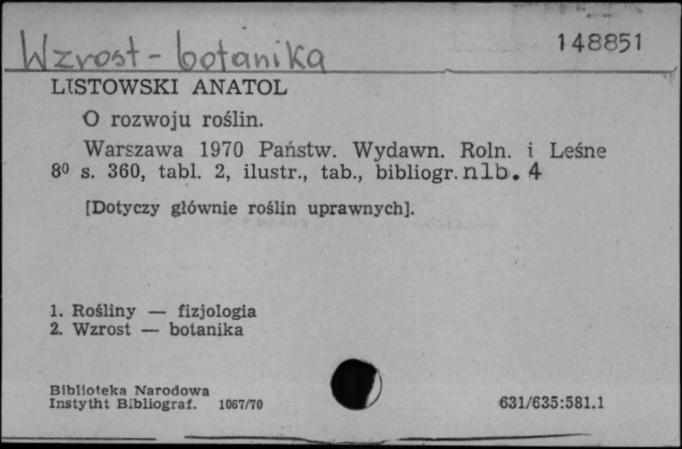 Wzrost - botanika 148851
LISTOWSKI ANATOL
O rozwoju roślin.
Warszawa 1970 Państw. Wydawn. Roln. i Leśne
8⁰ s. 360, tabl. 2, ilustr., tab., bibliogr. nlb. 4
[Dotyczy głównie roślin uprawnych].
1. Rośliny — fizjologia
2. Wzrost — botanika
Biblioteka Narodowa
Instytht Bibliograf. 1067/70 631/635:581.1